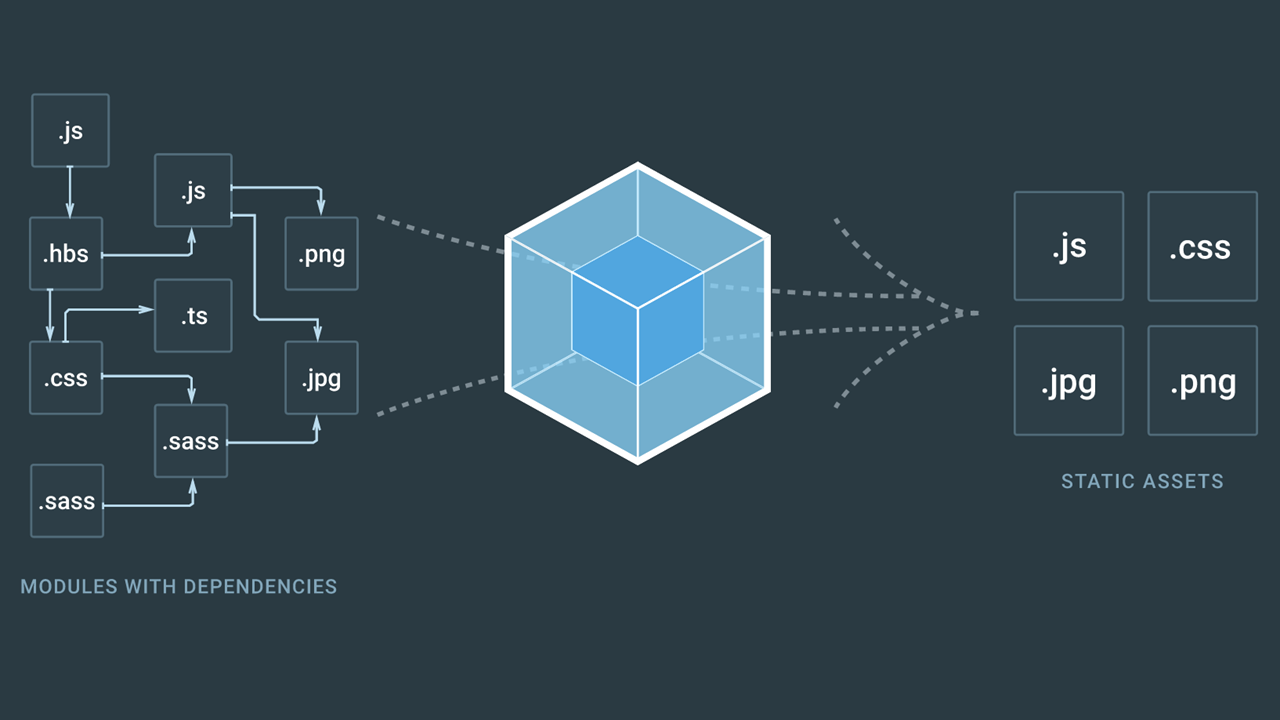 .js
.js
.hbs
.png
.ts
.css
.jpg
.sass
.sass
MODULES WITH DEPENDENCIES
.js
.css
.jpg
.png
STATIC ASSETS